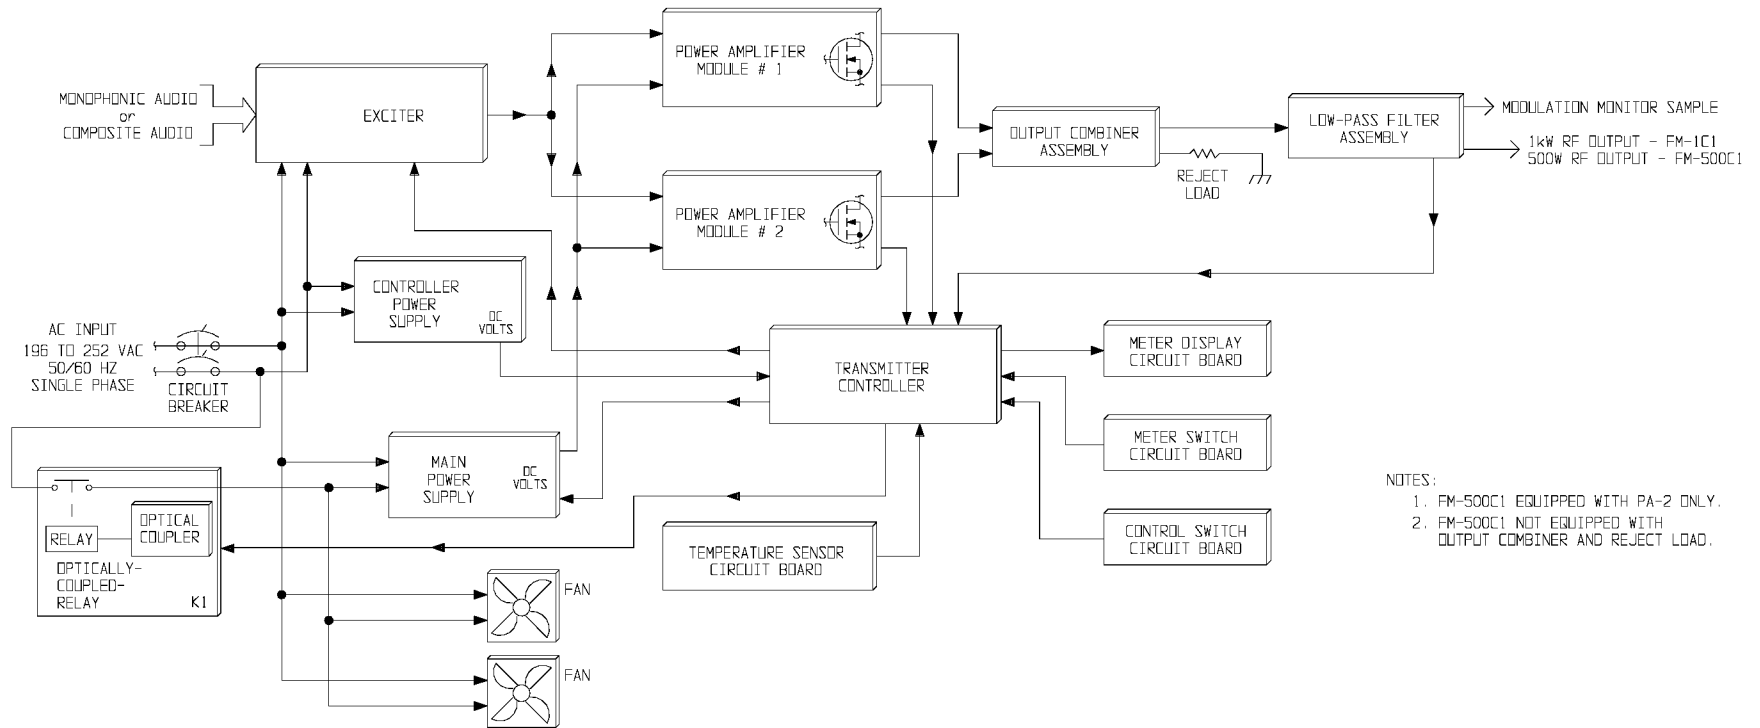 MONOPHONIC AUDIO
or
COMPOSITE AUDIO
EXCITER
POWER AMPLIFIER
MODULE # 1
POWER AMPLIFIER
MODULE # 2
OUTPUT COMBINER
ASSEMBLY
REJECT
LOAD
LOW-PASS FILTER
ASSEMBLY
MODULATION MONITOR SAMPLE
1kW RF OUTPUT - FM-1C1
500W RF OUTPUT - FM-500C1
CONTROLLER
POWER
SUPPLY
DC
VOLTS
AC INPUT
196 TO 252 VAC
50/60 HZ
SINGLE PHASE
CIRCUIT
BREAKER
TRANSMITTER
CONTROLLER
METER DISPLAY
CIRCUIT BOARD
METER SWITCH
CIRCUIT BOARD
CONTROL SWITCH
CIRCUIT BOARD
MAIN
POWER
SUPPLY
DC
VOLTS
OPTICAL
COUPLER
RELAY
OPTICALLY-
COUPLED-
RELAY
K1
TEMPERATURE SENSOR
CIRCUIT BOARD
FAN
FAN
NOTES:
1. FM-500C1 EQUIPPED WITH PA-2 ONLY.
2. FM-500C1 NOT EQUIPPED WITH
OUTPUT COMBINER AND REJECT LOAD.